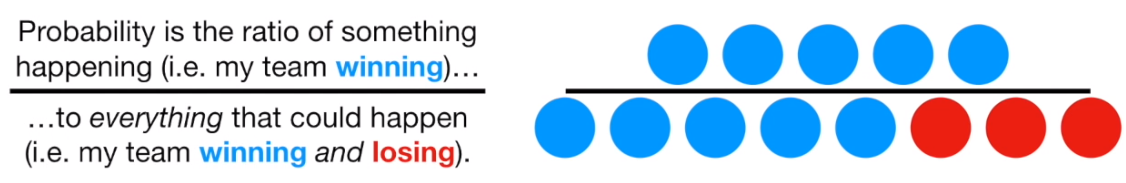 Probability is the ratio of something
happening (i.e. my team winning)…
…to everything that could happen
(i.e. my team winning and losing).